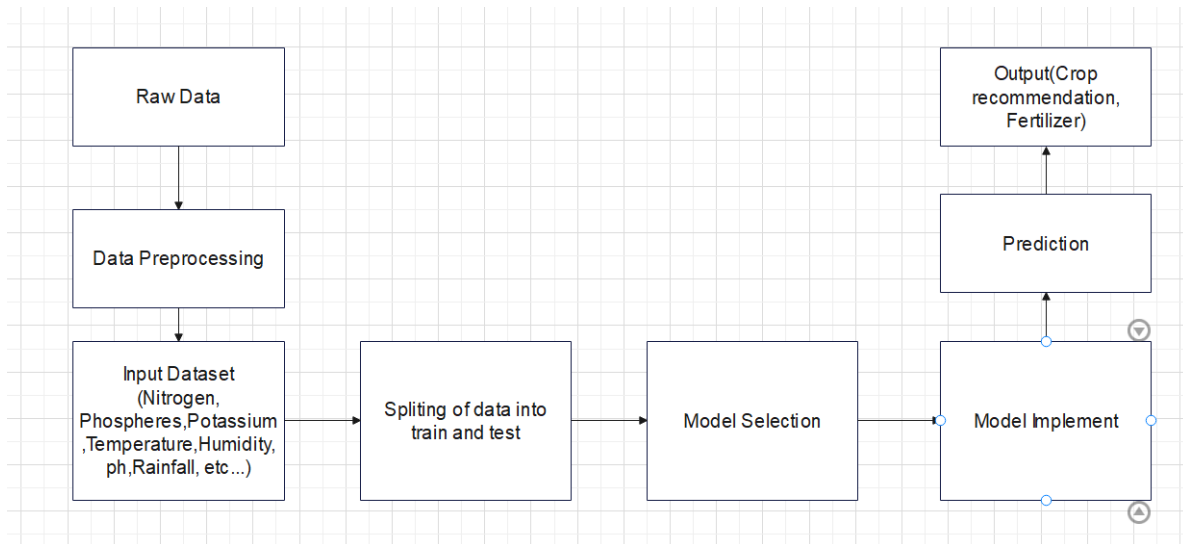 Raw Data
Data Preprocessing
Input Dataset
(Nitrogen,
Phospheres,Potassium
,Temperature,Humidity,
ph,Rainfall, etc...)
Spliting of data into
train and test
Model Selection
Model Implement
Prediction
Output(Crop
recommendation,
Fertilizer)